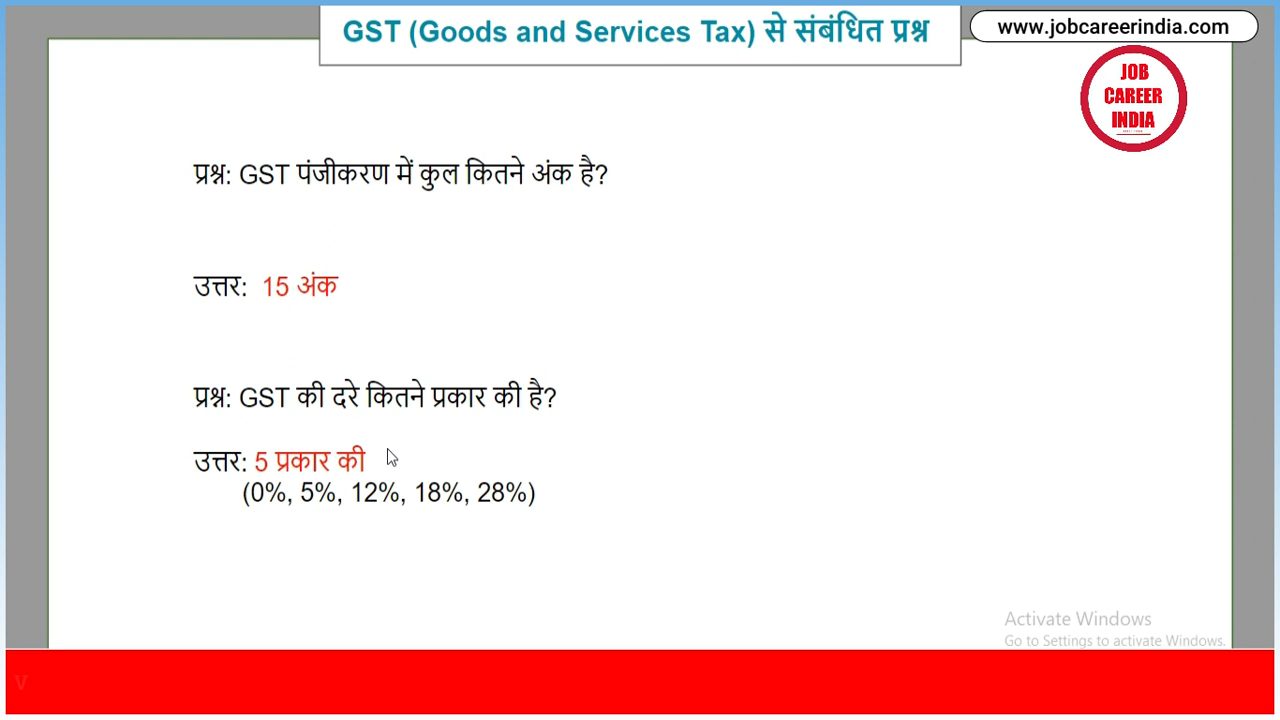 GST (Goods and Services Tax) से संबंधित प्रश्न
www.jobcareerindia.com
JOB
CAREER
INDIA
प्रश्न: GST पंजीकरण में कुल कितने अंक है?
उत्तर: 15 अंक
प्रश्न: GST की दरे कितने प्रकार की है?
उत्तर: 5 प्रकार की
(0%, 5%, 12%, 18%, 28%)
Activate Windows
Go to Settings to activate Windows.
V